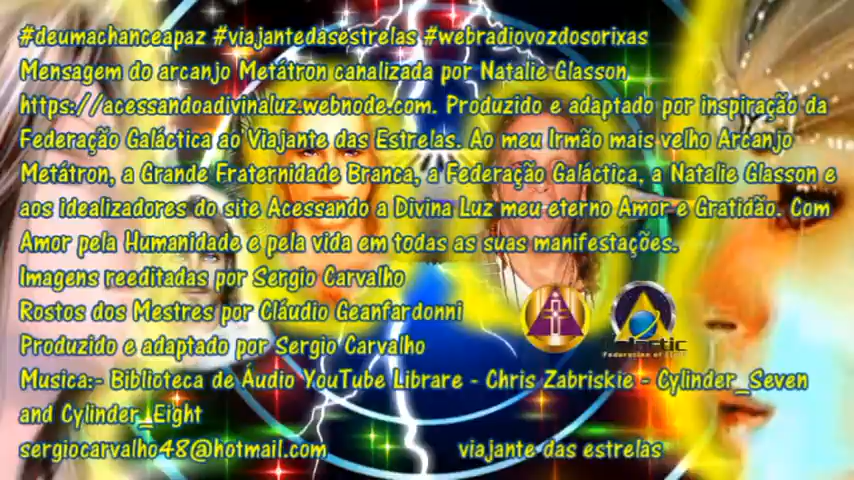 #deumachanceapaz #viajantedasestrelas #webradiovozdosorixas
Mensagem do arcanjo Metátron canalizada por Natalie Glasson
https://acessandoadivinaluz.webnode.com. Produzido e adaptado por inspiração da
Federação Galáctica ao Viajante das Estrelas. Ao meu Irmão mais velho Arcanjo
Metátron, a Grande Fraternidade Branca, a Federação Galáctica, a Natalie Glasson e
aos idealizadores do site Acessando a Divina Luz meu eterno Amor e Gratidão. Com
Amor pela Humanidade e pela vida em todas as suas manifestações.
Imagens reeditadas por Sergio Carvalho
Rostos dos Mestres por Cláudio Geanfardonni
Galactic
Federation of
Produzido e adaptado por Sergio Carvalho
Musica:- Biblioteca de Áudio YouTube Librare - Chris Zabriskie - Cylinder_Seven
and Cylinder_Eight
sergiocarvalho48@hotmail.com viajante das estrelas